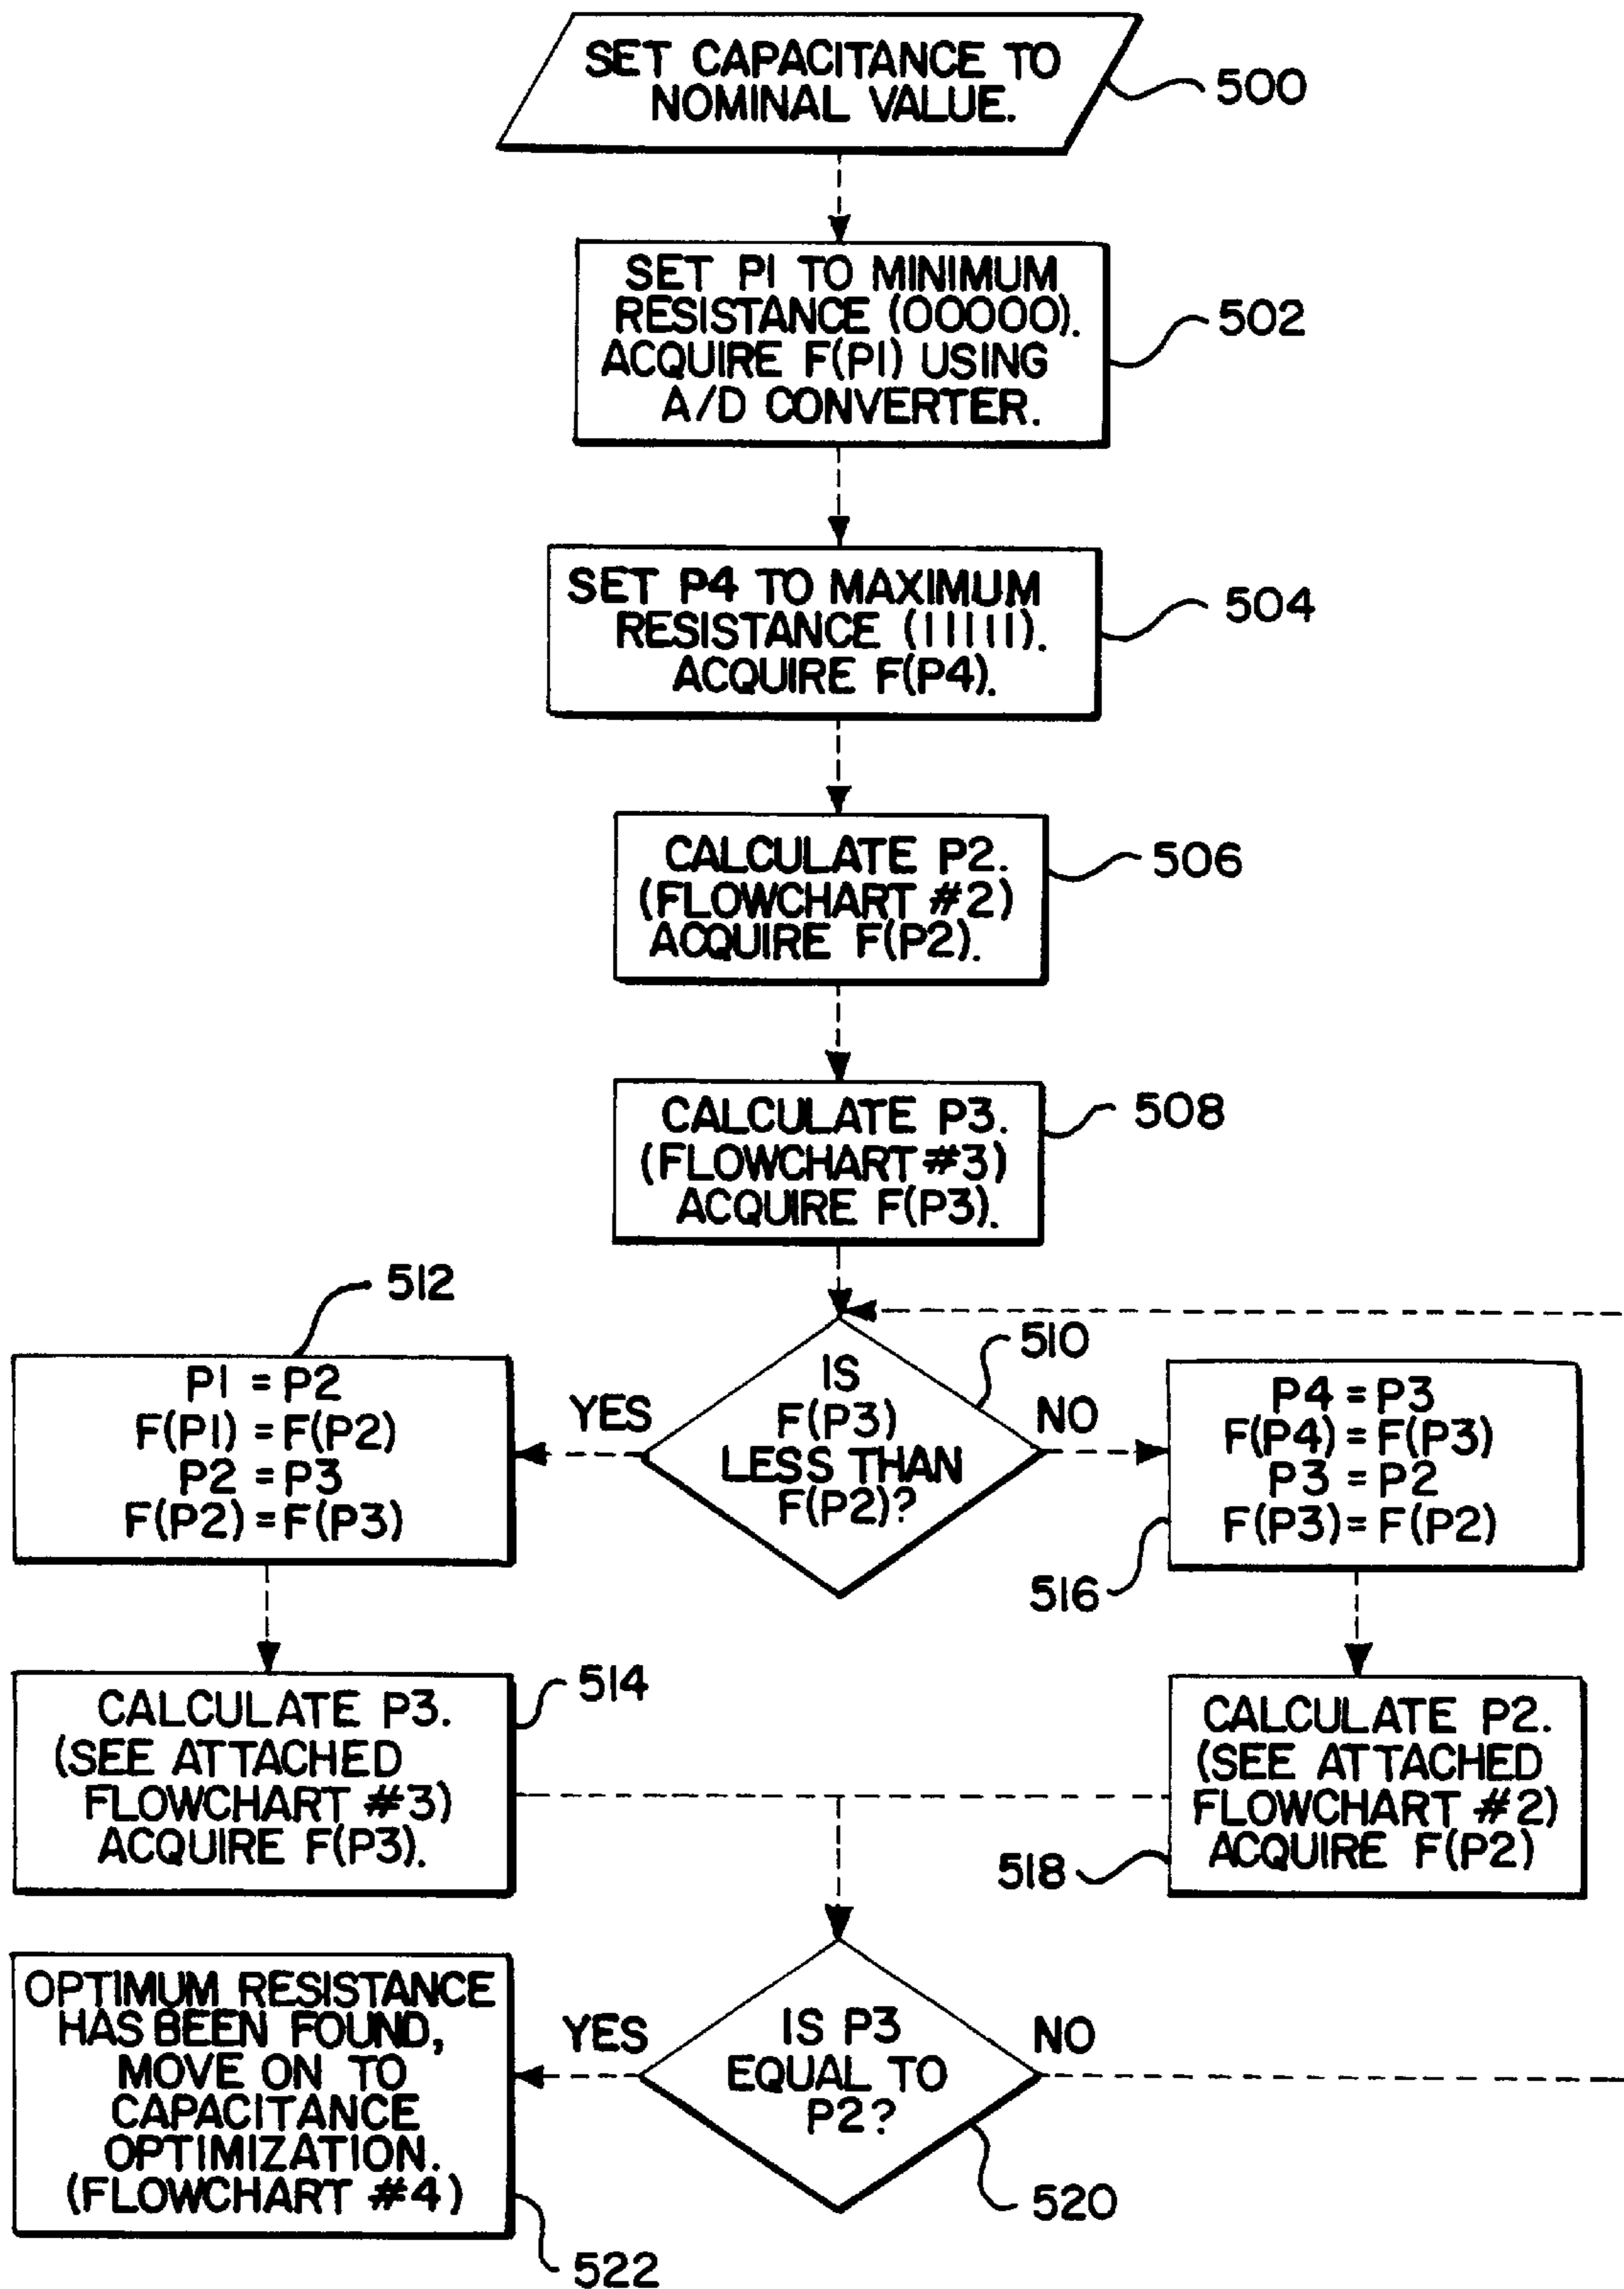 SET CAPACITANCE TO
NOMINAL VALUE.
500
SET P1 TO MINIMUM
RESISTANCE (00000).
ACQUIRE F(P1) USING
A/D CONVERTER.
502
SET P4 TO MAXIMUM
RESISTANCE (11111).
ACQUIRE F(P4).
504
CALCULATE P2.
(FLOWCHART #2)
ACQUIRE F(P2).
506
CALCULATE P3.
(FLOWCHART #3)
ACQUIRE F(P3).
508
512
P1 = P2
F(P1) = F(P2)
P2 = P3
F(P2) = F(P3)
YES
IS
F(P3)
LESS THAN
F(P2)?
510
NO
P4 = P3
F(P4) = F(P3)
P3 = P2
F(P3) = F(P2)
516
CALCULATE P3.
(SEE ATTACHED
FLOWCHART #3)
ACQUIRE F(P3).
514
CALCULATE P2.
(SEE ATTACHED
FLOWCHART #2)
ACQUIRE F(P2)
518
OPTIMUM RESISTANCE
HAS BEEN FOUND,
MOVE ON TO
CAPACITANCE
OPTIMIZATION.
(FLOWCHART #4)
522
YES
IS P3
EQUAL TO
P2?
NO
520